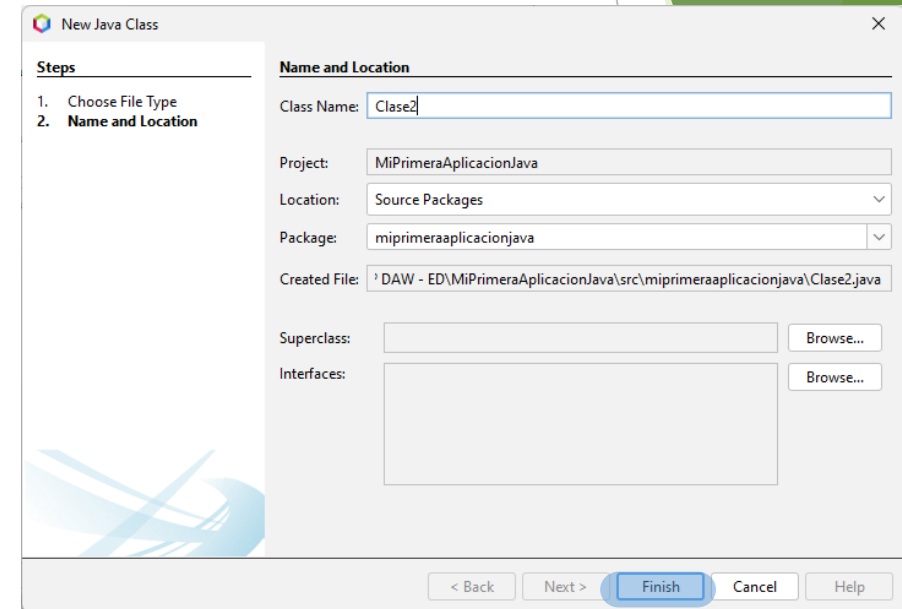 New Java Class
Steps
1. Choose File Type
2. Name and Location
Name and Location
Class Name: Clase2
Project: MiPrimeraAplicacionJava
Location: Source Packages
Package: miprimeraaplicacionjava
Created File: DAW - ED\MiPrimeraAplicacionJava\src\miprimeraaplicacionjava\Clase2.java
Superclass:
Browse...
Interfaces:
Browse...
< Back Next > Finish Cancel Help